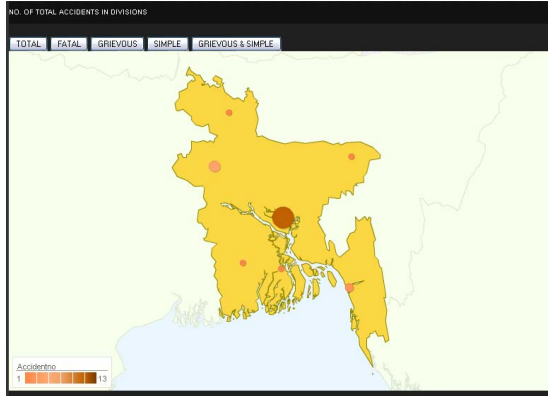 NO. OF TOTAL ACCIDENTS IN DIVISIONS
TOTAL FATAL GRIEVOUS SIMPLE GRIEVOUS & SIMPLE
Accidentno
1 13